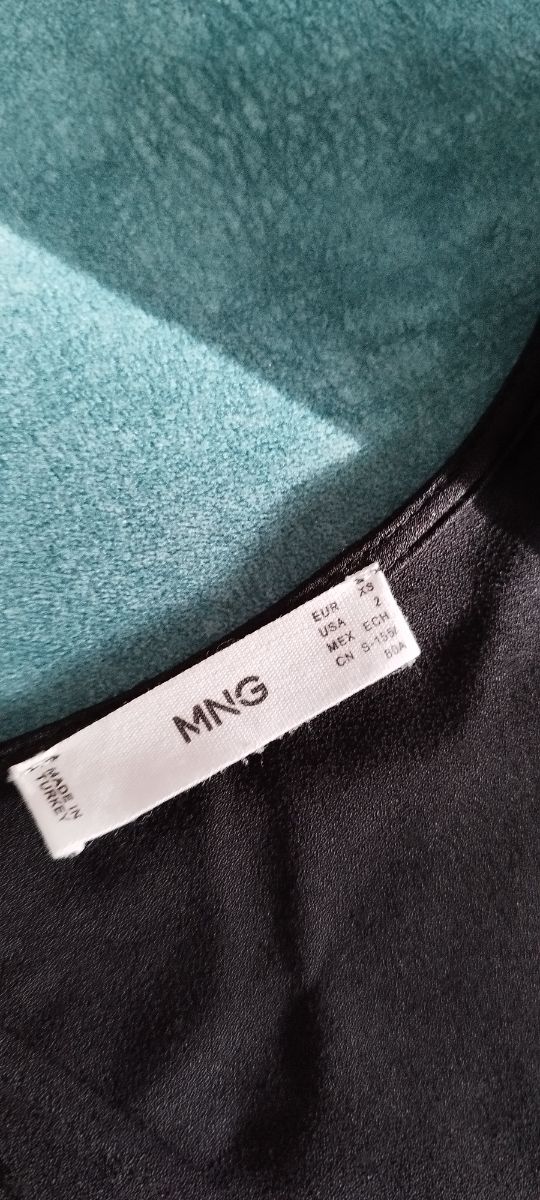 MADE IN
TURKEY
MNG
EUR XS
USA 2
MEX ECH
CN S-155/
80A